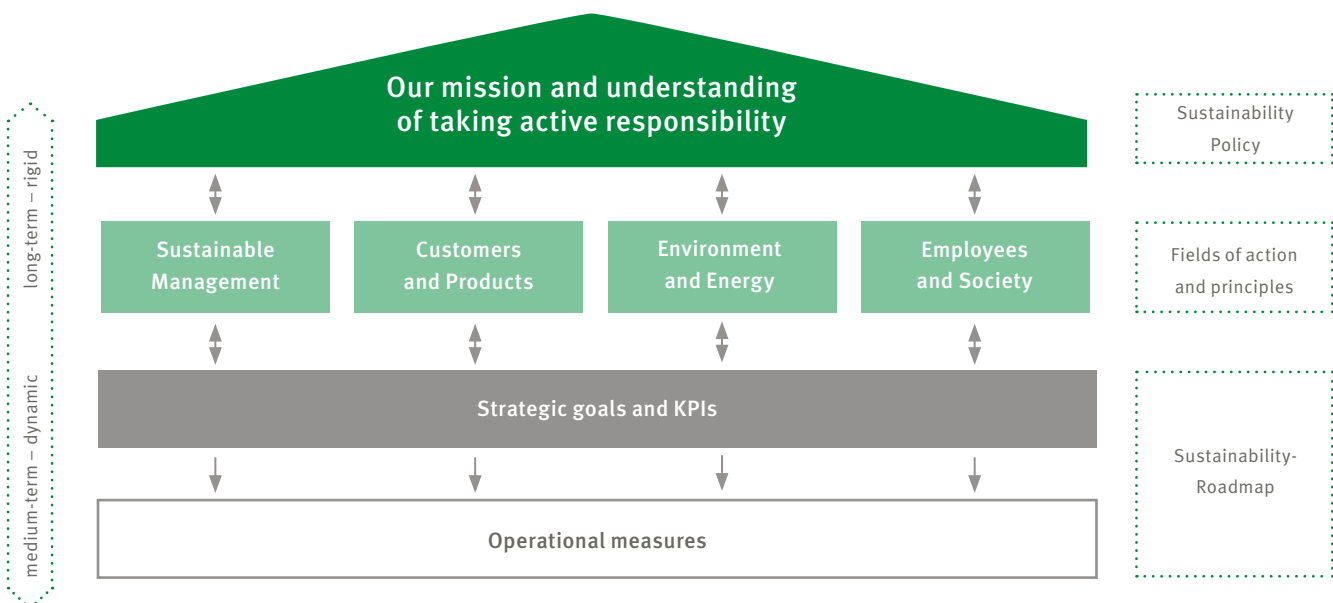 Our mission and understanding
of taking active responsibility
Sustainability
Policy
long-term – rigid
Sustainable
Management
Customers
and Products
Environment
and Energy
Employees
and Society
Fields of action
and principles
medium-term – dynamic
Strategic goals and KPIs
Sustainability-
Roadmap
Operational measures